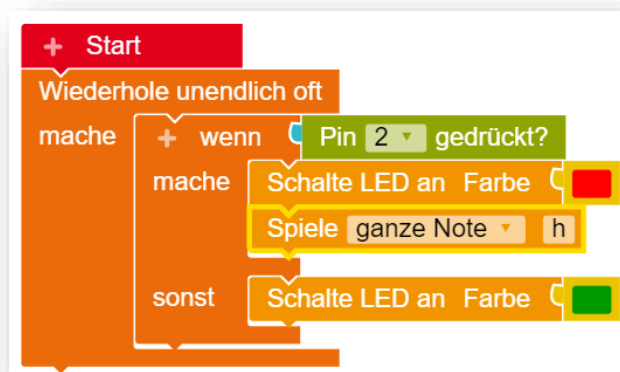 + Start
Wiederhole unendlich oft
mache + wenn Pin 2 gedrückt?
mache Schalte LED an Farbe
Spiele ganze Note h
sonst Schalte LED an Farbe